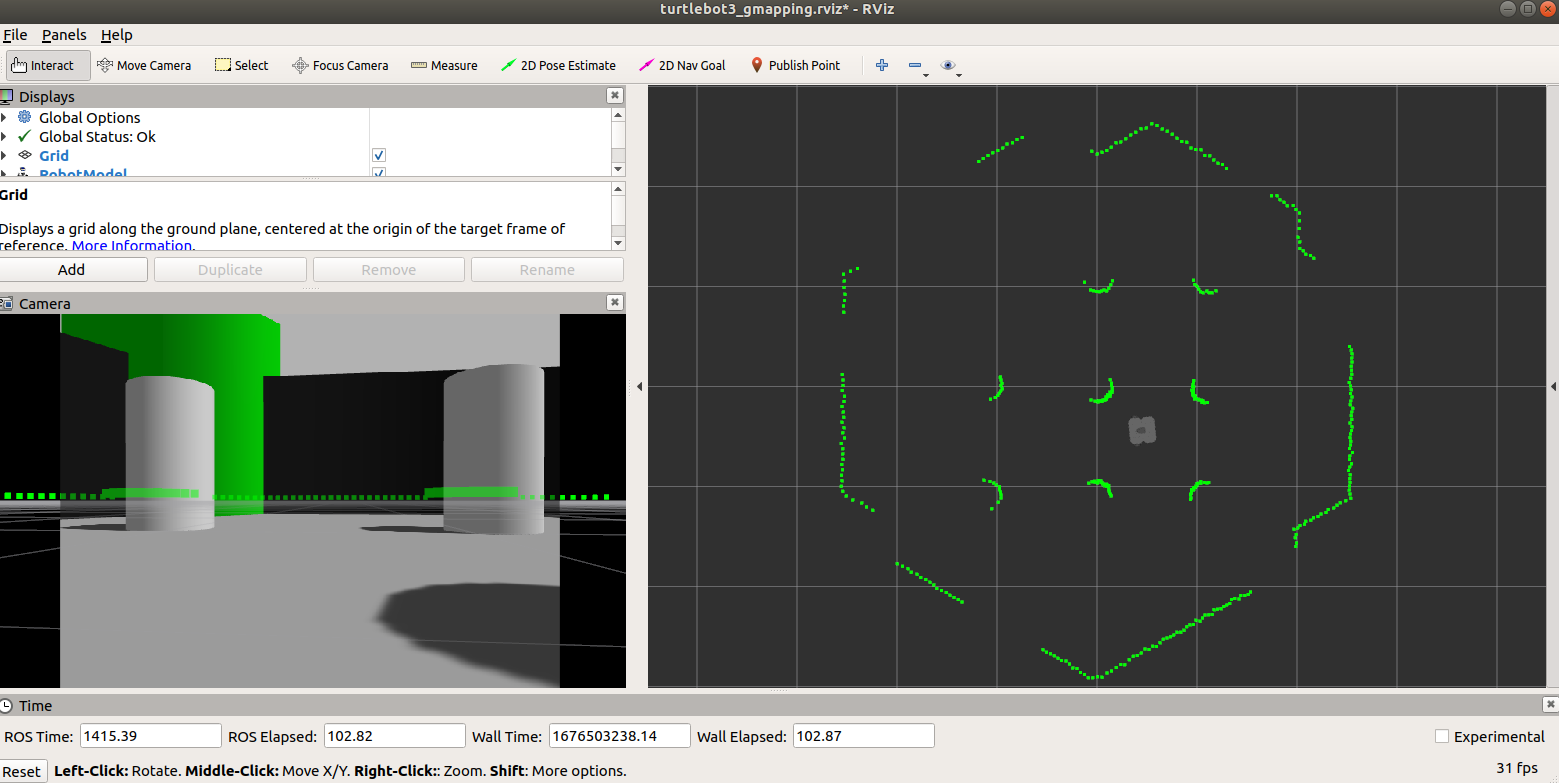 turtlebot3_gmapping.rviz* - RViz
File Panels Help
Interact Move Camera Select Focus Camera Measure 2D Pose Estimate 2D Nav Goal Publish Point
Displays
Global Options
Global Status: Ok
Grid
RobotModel
Grid
Displays a grid along the ground plane, centered at the origin of the target frame of
reference. More Information.
Add Duplicate Remove Rename
Camera
Time
ROS Time: 1415.39 ROS Elapsed: 102.82 Wall Time: 1676503238.14 Wall Elapsed: 102.87 Experimental
Reset Left-Click: Rotate. Middle-Click: Move X/Y. Right-Click:: Zoom. Shift: More options. 31 fps